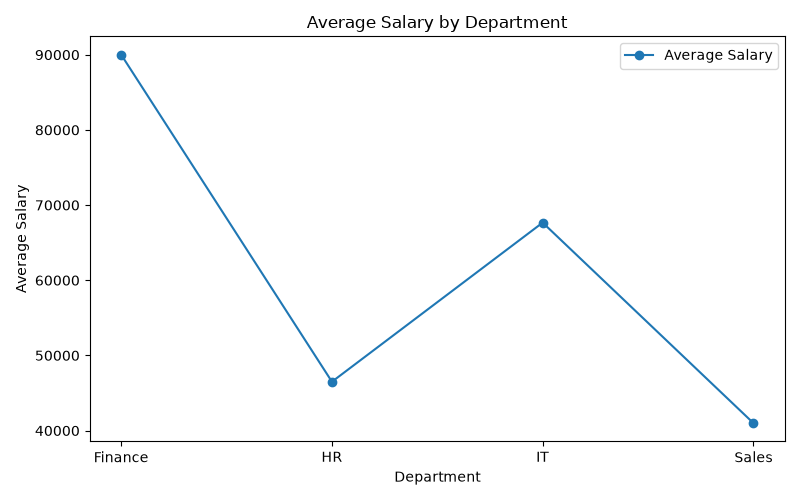 Average Salary by Department
Average Salary
90000
80000
70000
60000
50000
40000
Average Salary
Finance
HR
IT
Sales
Department